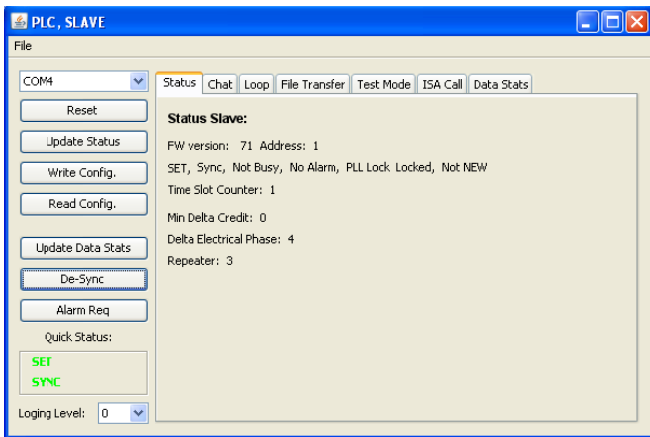 PLC, SLAVE
File
COM4
Reset
Update Status
Write Config.
Read Config.
Update Data Stats
De-Sync
Alarm Req
Quick Status:
SET
SYNC
Loging Level: 0
Status Chat Loop File Transfer Test Mode ISA Call Data Stats
Status Slave:
FW version: 71 Address: 1
SET, Sync, Not Busy, No Alarm, PLL Lock Locked, Not NEW
Time Slot Counter: 1
Min Delta Credit: 0
Delta Electrical Phase: 4
Repeater: 3